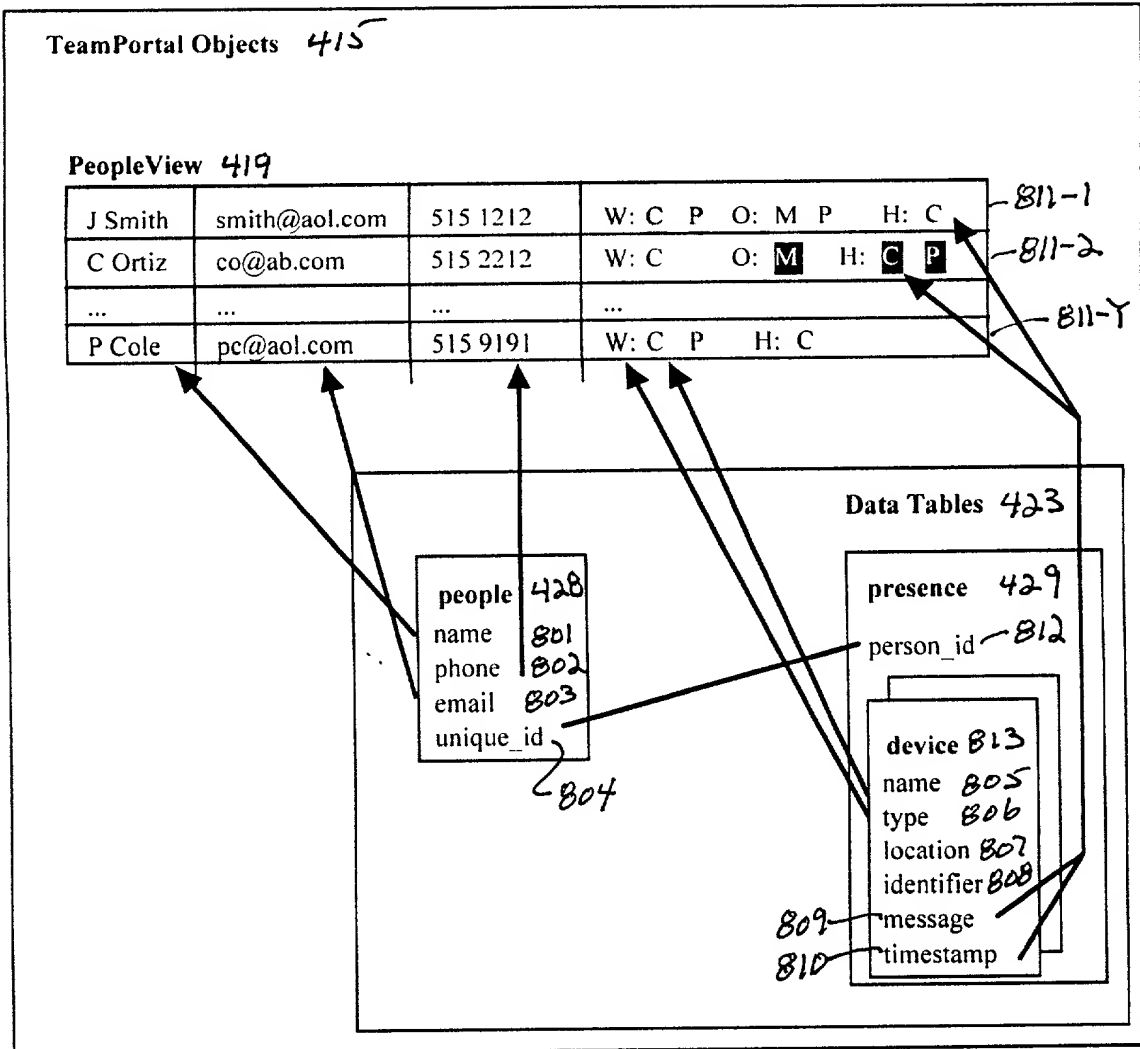 TeamPortal Objects 415
PeopleView 419
J Smith smith@aol.com 515 1212 W: C P O: M P H: C 811-1
C Ortiz co@ab.com 515 2212 W: C O: M H: C P 811-2
... ... ... ...
P Cole pc@aol.com 515 9191 W: C P H: C 811-Y
Data Tables 423
people 428
name 801
phone 802
email 803
unique_id
804
presence 429
person_id 812
device 813
name 805
type 806
location 807
identifier 808
809 message
810 timestamp